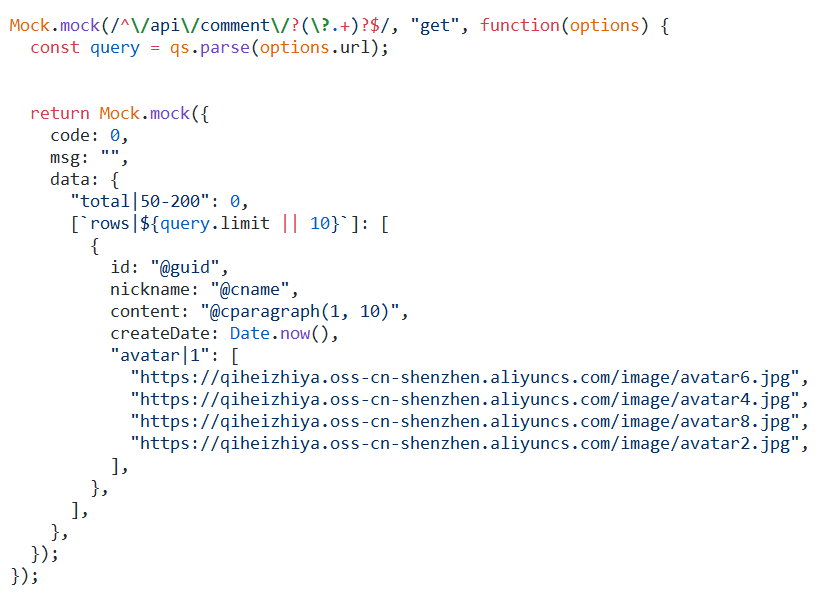 Mock.mock(/^\/api\/comment\/?(\?.+)?$/, "get", function(options) {
  const query = qs.parse(options.url);

  return Mock.mock({
    code: 0,
    msg: "",
    data: {
      "total|50-200": 0,
      [`rows|${query.limit || 10}`]: [
        {
          id: "@guid",
          nickname: "@cname",
          content: "@cparagraph(1, 10)",
          createDate: Date.now(),
          "avatar|1": [
            "https://qiheizhiya.oss-cn-shenzhen.aliyuncs.com/image/avatar6.jpg",
            "https://qiheizhiya.oss-cn-shenzhen.aliyuncs.com/image/avatar4.jpg",
            "https://qiheizhiya.oss-cn-shenzhen.aliyuncs.com/image/avatar8.jpg",
            "https://qiheizhiya.oss-cn-shenzhen.aliyuncs.com/image/avatar2.jpg",
          ],
        },
      ],
    },
  });
});